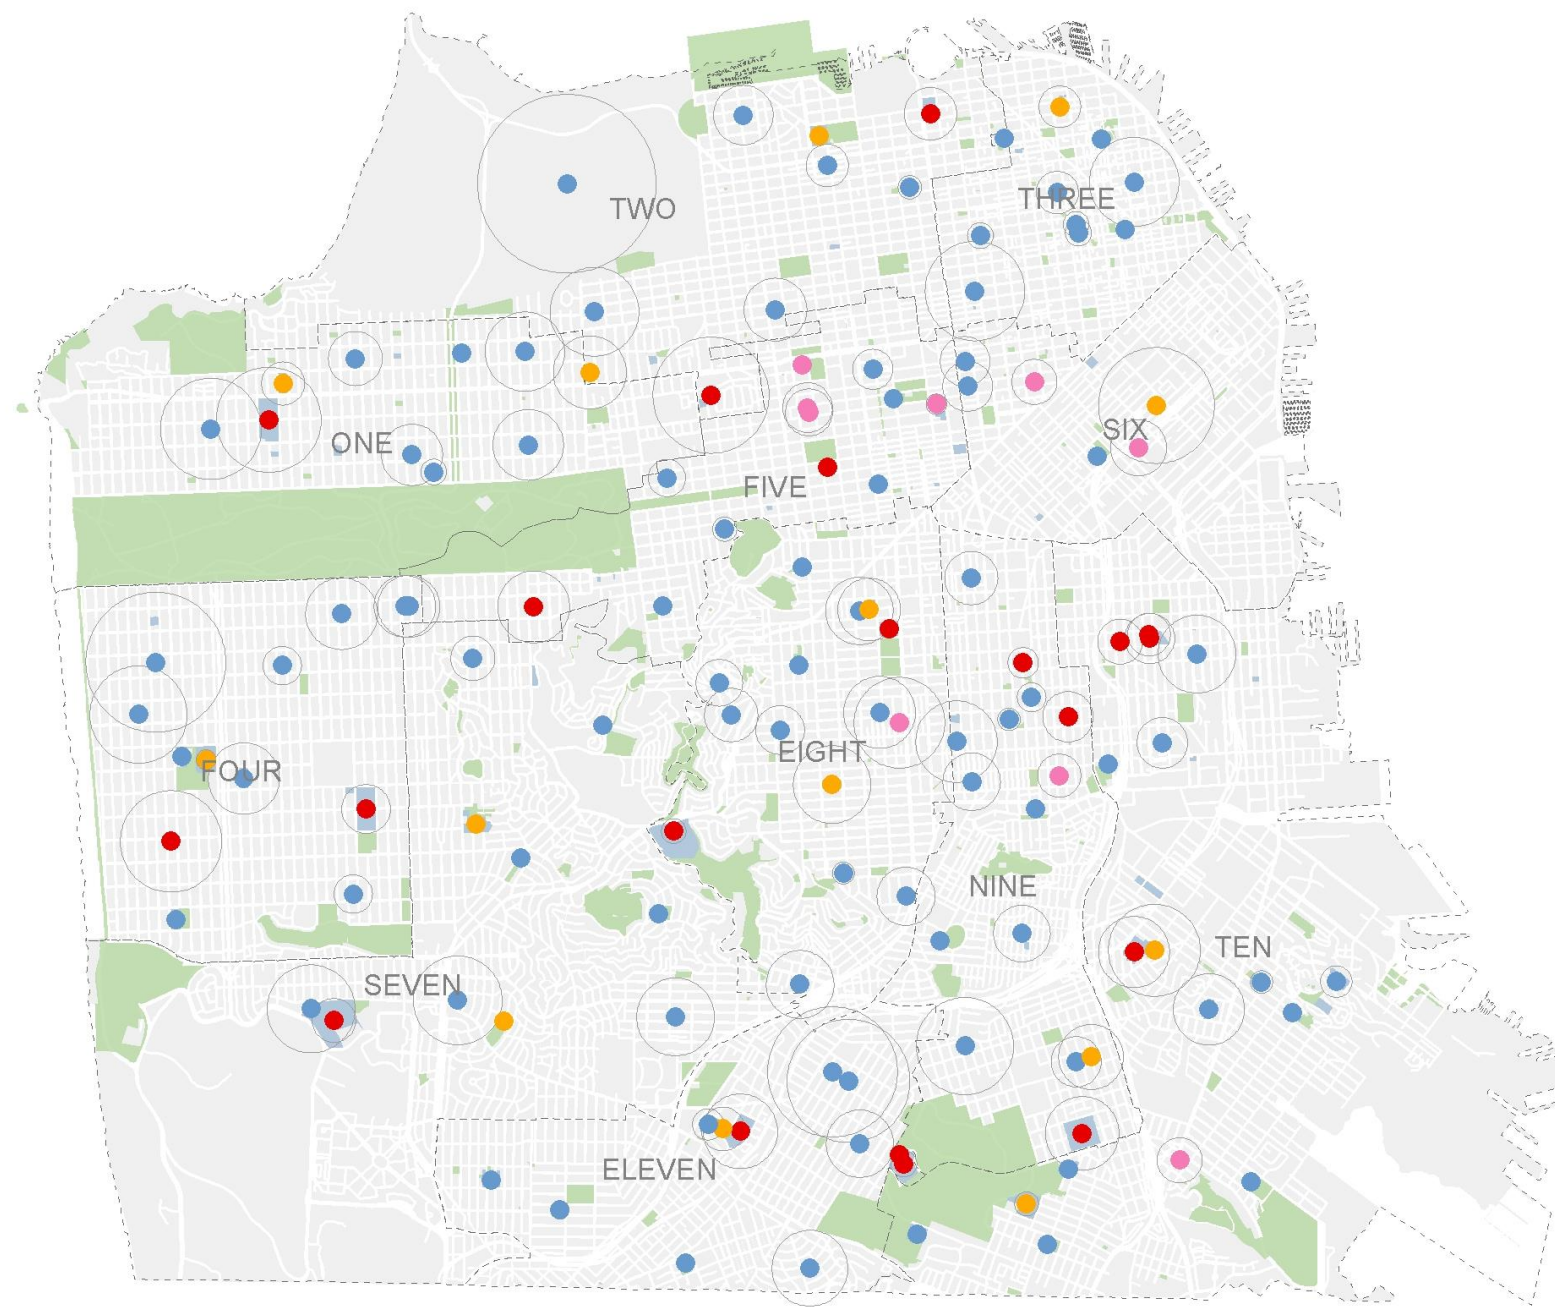 THREE
TWO
SIX
ONE
FIVE
EIGHT
FOUR
NINE
TEN
SEVEN
ELEVEN